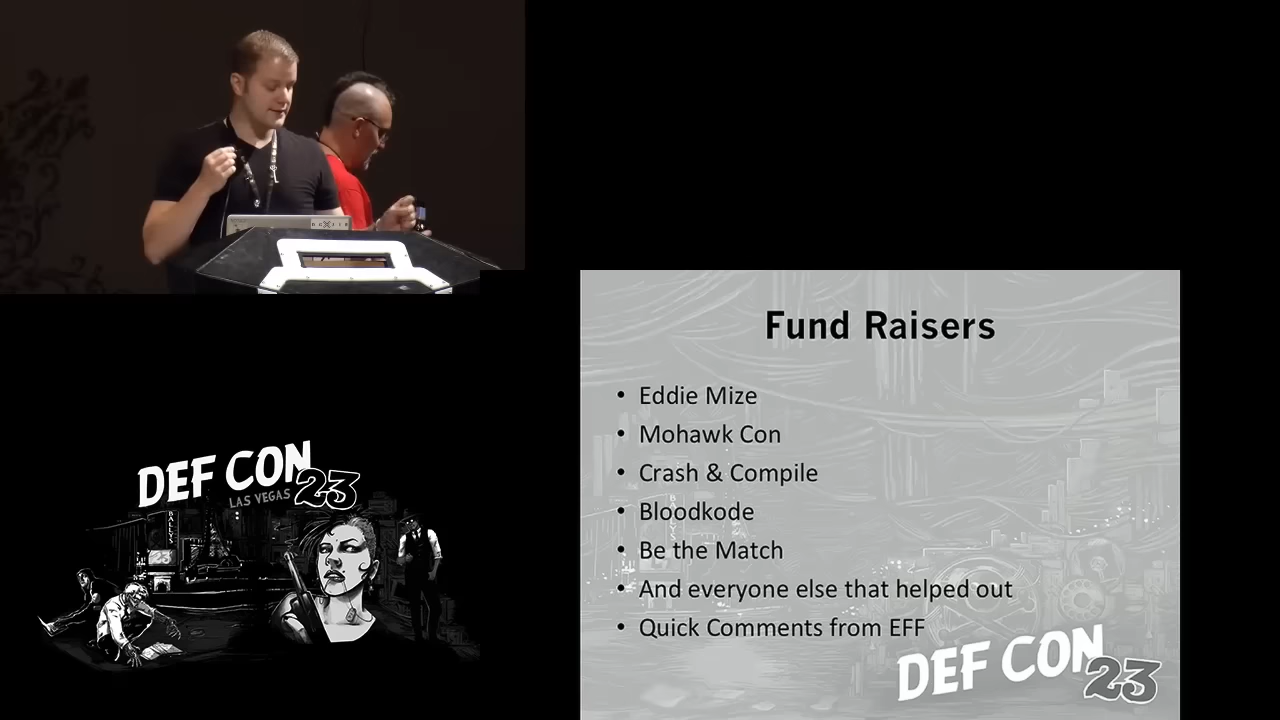 Fund Raisers
• Eddie Mize
• Mohawk Con
• Crash & Compile
• Bloodkode
• Be the Match
• And everyone else that helped out
• Quick Comments from EFF
DEF CON 23
DEF CON 23
LAS VEGAS
BALLYS